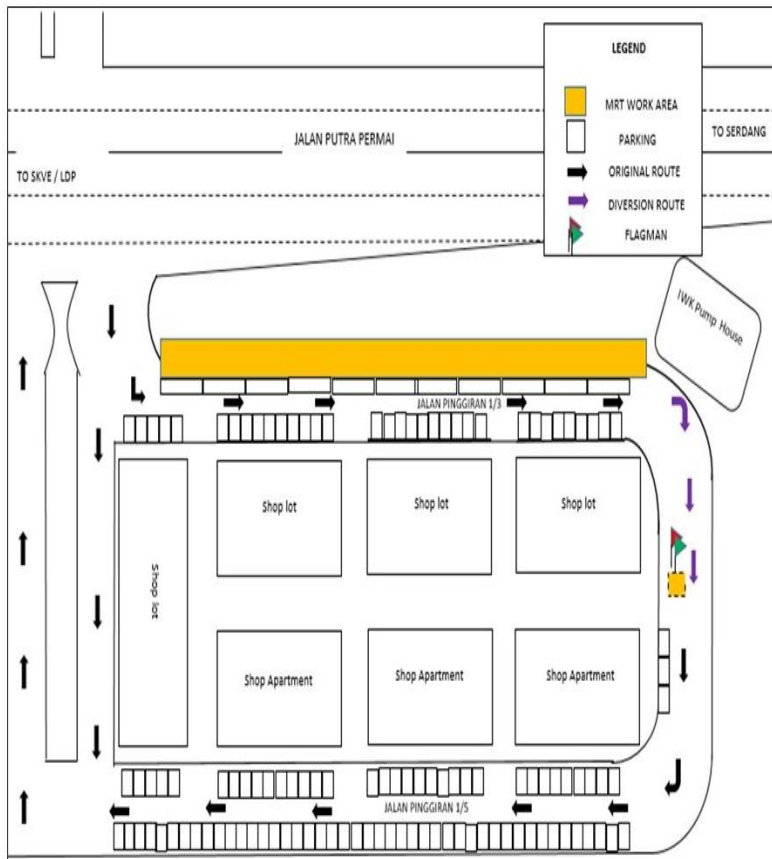 LEGEND
MRT WORK AREA
PARKING
ORIGINAL ROUTE
DIVERSION ROUTE
FLAGMAN
JALAN PUTRA PERMAI
TO SERDANG
TO SKVE / LDP
IWK Pump House
JALAN PINGGIRAN 1/3
Shop lot
Shop lot
Shop lot
Shop lot
Shop Apartment
Shop Apartment
Shop Apartment
JALAN PINGGIRAN 1/5